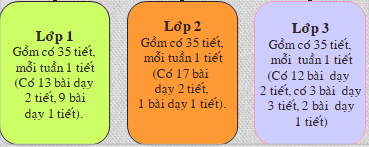 Lớp 1
Gồm có 35 tiết,
mỗi tuần 1 tiết
(Có 13 bài dạy
2 tiết, 9 bài
dạy 1 tiết).
Lớp 2
Gồm có 35 tiết,
mỗi tuần 1 tiết
(Có 17 bài
dạy 2 tiết,
1 bài dạy 1 tiết).
Lớp 3
Gồm có 35 tiết,
mỗi tuần 1 tiết
(Có 12 bài dạy
2 tiết, có 3 bài dạy
3 tiết, 2 bài dạy
1 tiết)